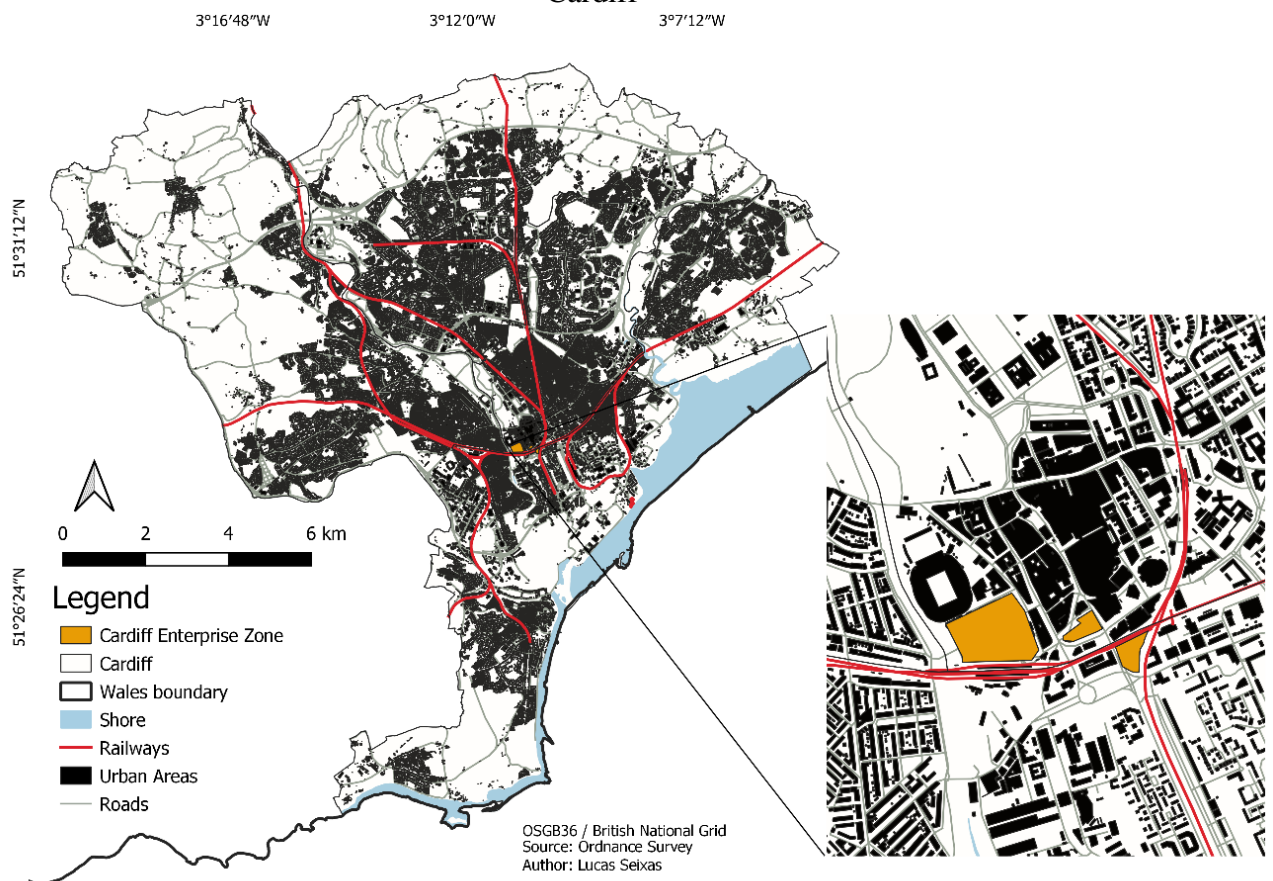 Cardiff
3°16′48″W 3°12′0″W 3°7′12″W
51°31′12″N
0 2 4 6 km
51°26′24″N
Legend
Cardiff Enterprise Zone
Cardiff
Wales boundary
Shore
Railways
Urban Areas
Roads
OSGB36 / British National Grid
Source: Ordnance Survey
Author: Lucas Seixas